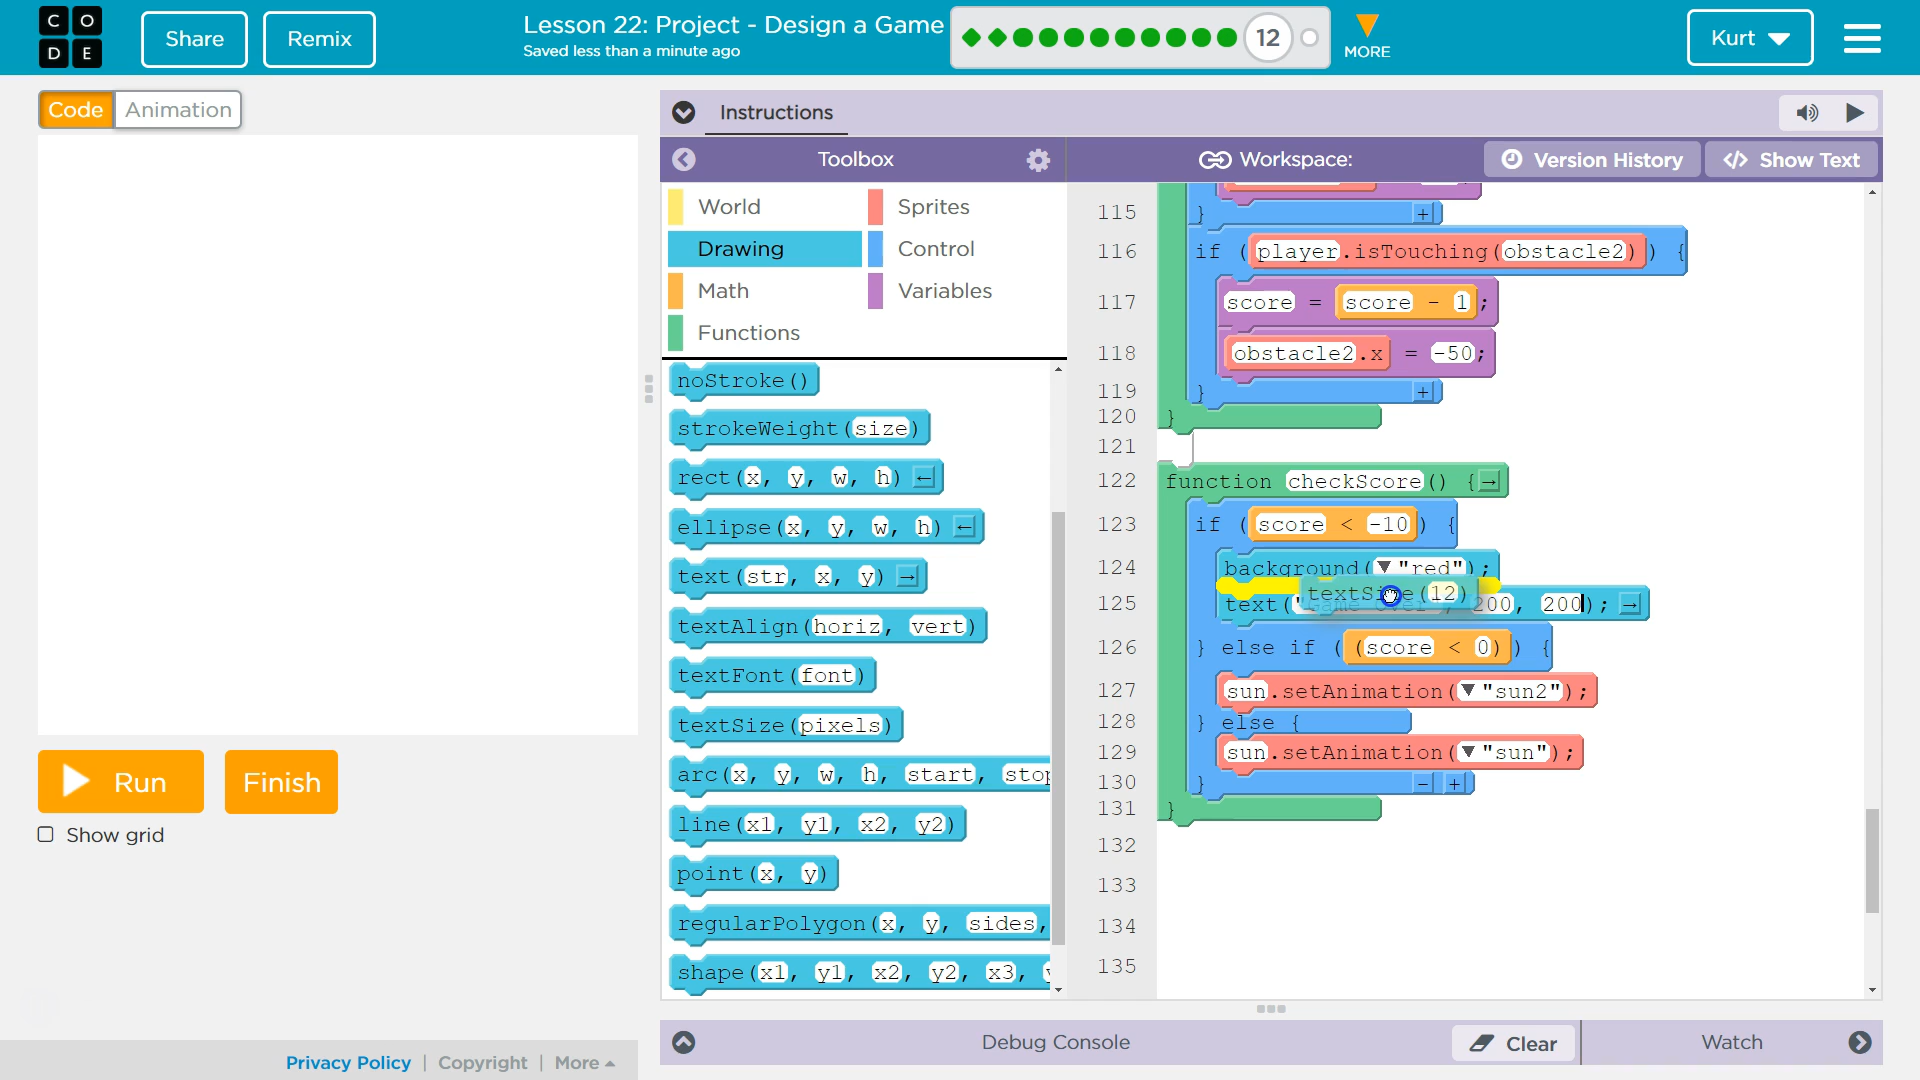 C O D E
Share
Remix
Lesson 22: Project - Design a Game
Saved less than a minute ago
12
MORE
Kurt
Code
Animation
Instructions
Toolbox
Workspace:
Version History
</> Show Text
World
Sprites
Drawing
Control
Math
Variables
Functions
noStroke()
strokeWeight(size)
rect(x, y, w, h)
ellipse(x, y, w, h)
text(str, x, y)
textAlign(horiz, vert)
textFont(font)
textSize(pixels)
arc(x, y, w, h, start, stop
line(x1, y1, x2, y2)
point(x, y)
regularPolygon(x, y, sides,
shape(x1, y1, x2, y2, x3,
115 } +
116 if (player.isTouching(obstacle2)) {
117 score = score - 1;
118 obstacle2.x = -50;
119 } +
120 }
121
122 function checkScore() {
123 if (score < -10) {
124 background("red");
textSize(12)
125 text("Game Over", 200, 200);
126 } else if ((score < 0)) {
127 sun.setAnimation("sun2");
128 } else {
129 sun.setAnimation("sun");
130 } - +
131 }
132
133
134
135
Run
Finish
Show grid
Debug Console
Clear
Watch
Privacy Policy | Copyright | More